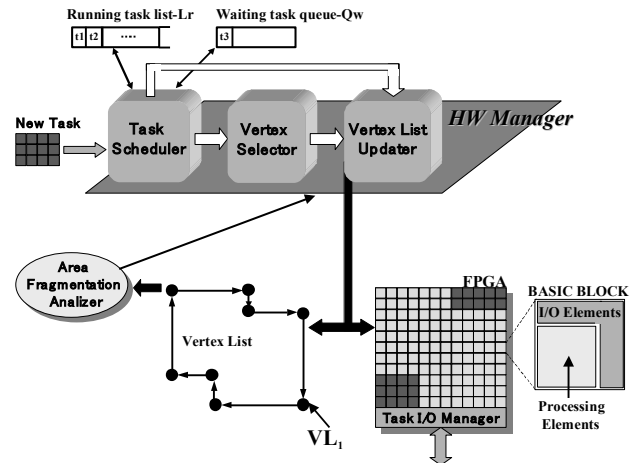 Running task list-Lr
Waiting task queue-Qw
t1 t2 ....
t3
New Task
Task
Scheduler
Vertex
Selector
Vertex List
Updater
HW Manager
Area
Fragmentation
Analizer
Vertex List
VL1
FPGA
Task I/O Manager
BASIC BLOCK
I/O Elements
Processing
Elements